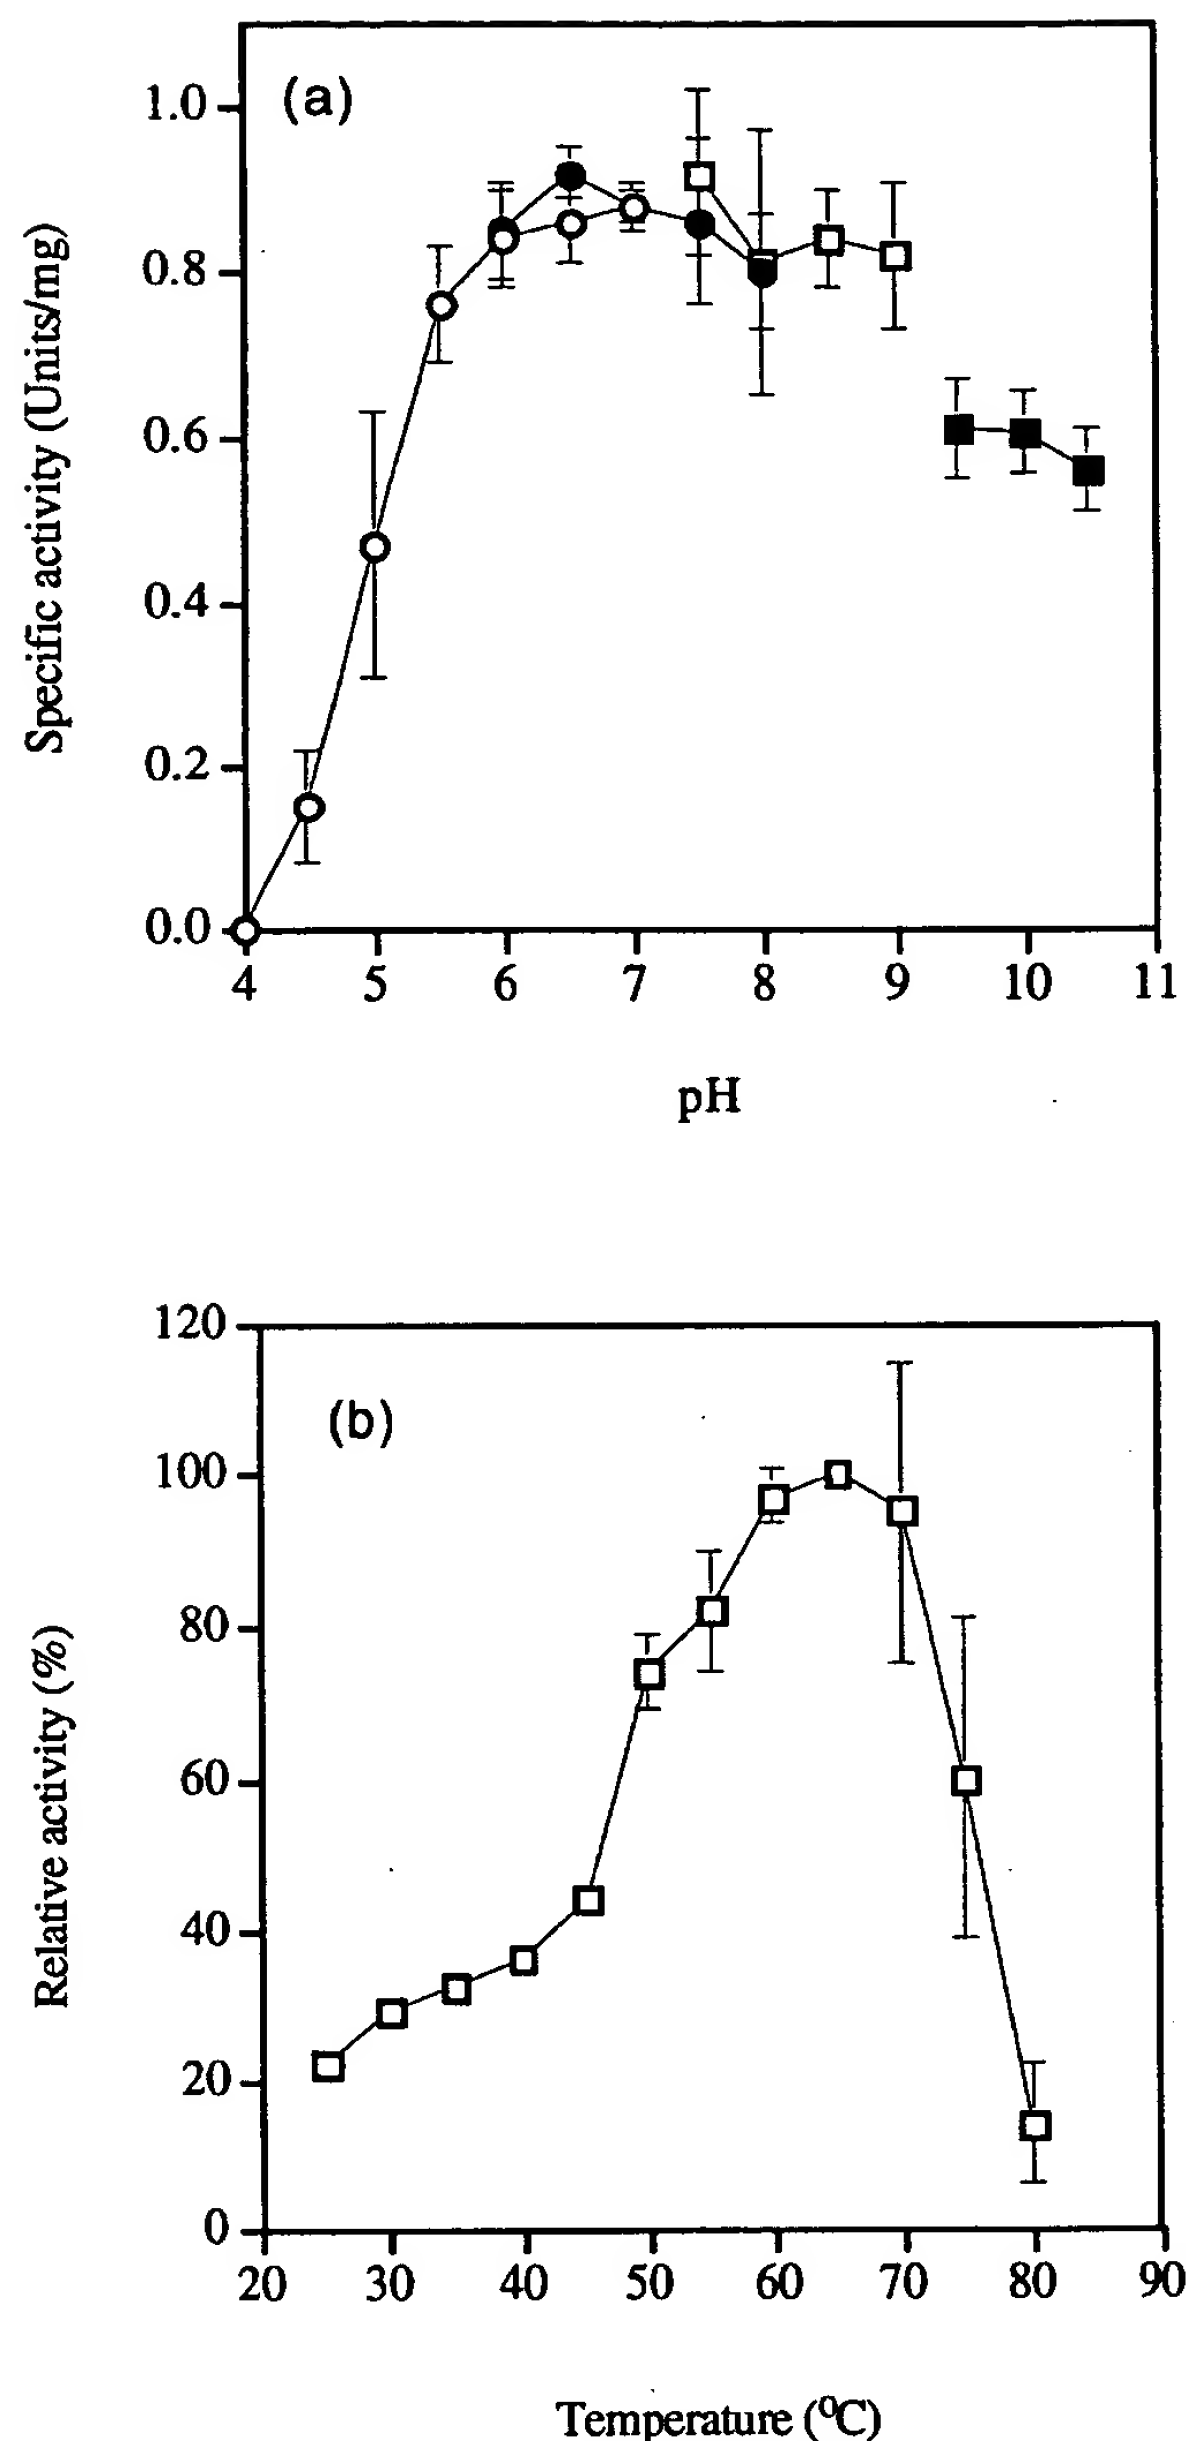 (a)
1.0
0.8
0.6
0.4
0.2
0.0
Specific activity (Units/mg)
4 5 6 7 8 9 10 11
pH
(b)
120
100
80
60
40
20
0
Relative activity (%)
20 30 40 50 60 70 80 90
Temperature (⁰C)